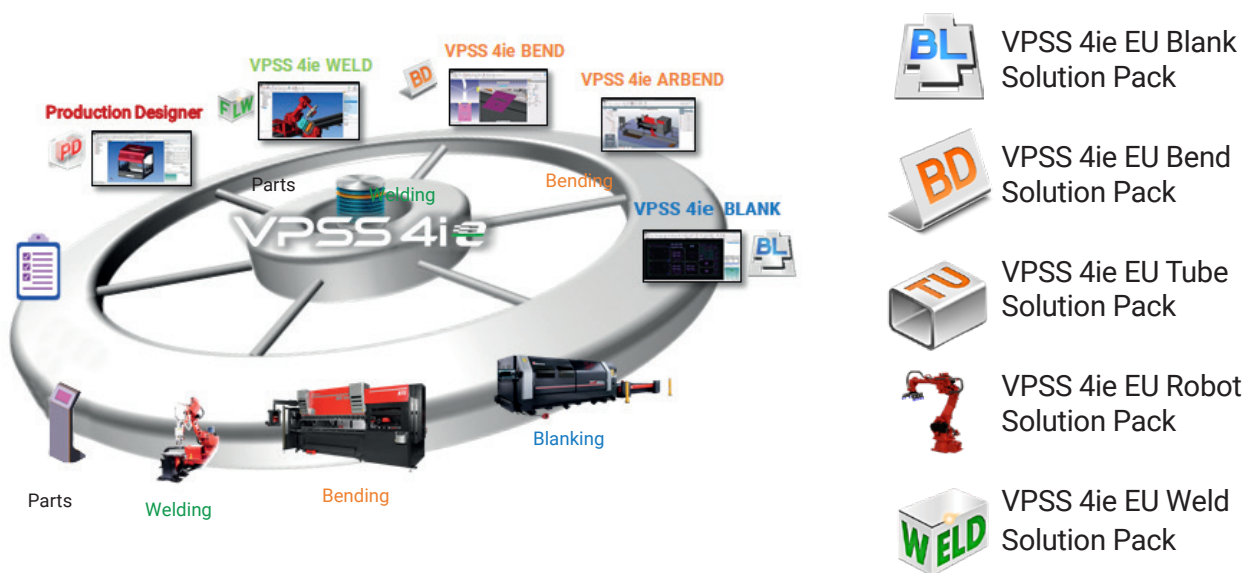 VPSS 4ie BEND
VPSS 4ie WELD
BD
VPSS 4ie ARBEND
FLW
Production Designer
PD
Parts
Welding
Bending
VPSS 4ie BLANK
VPSS 4ie
BL
Blanking
Parts
Bending
Welding
BL
VPSS 4ie EU Blank
Solution Pack
BD
VPSS 4ie EU Bend
Solution Pack
TU
VPSS 4ie EU Tube
Solution Pack
VPSS 4ie EU Robot
Solution Pack
WELD
VPSS 4ie EU Weld
Solution Pack